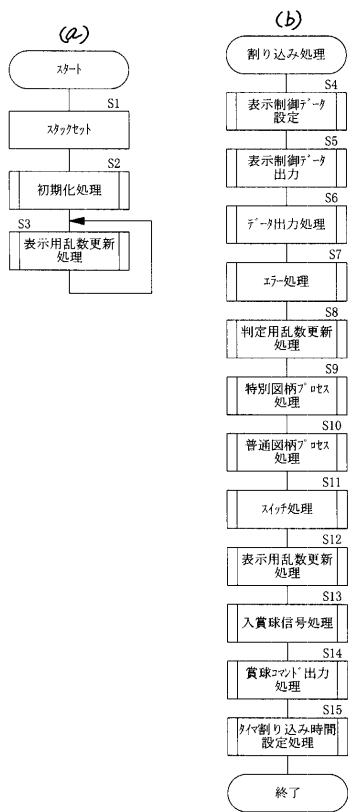 (a)
スタート
S1
スタックセット
S2
初期化処理
S3
表示用乱数更新
処理
(b)
割り込み処理
S4
表示制御データ
設定
S5
表示制御データ
出力
S6
データ出力処理
S7
エラー処理
S8
判定用乱数更新
処理
S9
特別図柄プロセス
処理
S10
普通図柄プロセス
処理
S11
スイッチ処理
S12
表示用乱数更新
処理
S13
入賞球信号処理
S14
賞球コマンド出力
処理
S15
タイマ割り込み時間
設定処理
終了